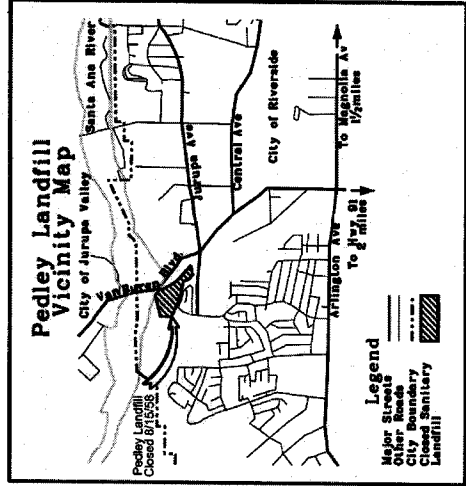 Pedley Landfill
Vicinity Map
City of Jurupa Valley
Santa Ana River
Van Buren Blvd.
Jurupa Ave
Central Ave
City of Riverside
Pedley Landfill
Closed 8/15/58
Arlington Ave
To Hwy 91
2 miles
To Magnolia Av
1½ miles
Legend
Major Streets
Other Roads
City Boundary
Closed Sanitary
Landfill